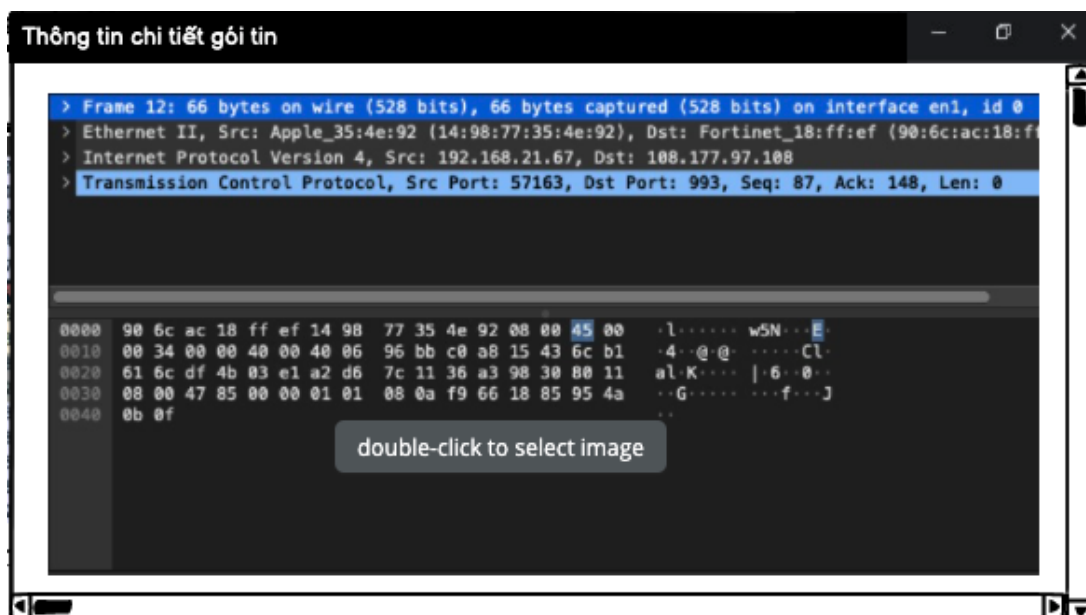 Thông tin chi tiết gói tin
> Frame 12: 66 bytes on wire (528 bits), 66 bytes captured (528 bits) on interface en1, id 0
> Ethernet II, Src: Apple_35:4e:92 (14:98:77:35:4e:92), Dst: Fortinet_18:ff:ef (90:6c:ac:18:ff
> Internet Protocol Version 4, Src: 192.168.21.67, Dst: 108.177.97.108
> Transmission Control Protocol, Src Port: 57163, Dst Port: 993, Seq: 87, Ack: 148, Len: 0
0000 90 6c ac 18 ff ef 14 98 77 35 4e 92 08 00 45 00 ·l······ w5N···E·
0010 00 34 00 00 40 00 40 06 96 bb c0 a8 15 43 6c b1 ·4··@·@· ·····Cl·
0020 61 6c df 4b 03 e1 a2 d6 7c 11 36 a3 98 30 80 11 al·K···· |·6··0··
0030 08 00 47 85 00 00 01 01 08 0a f9 66 18 85 95 4a ··G····· ···f···J
0040 0b 0f ··
double-click to select image